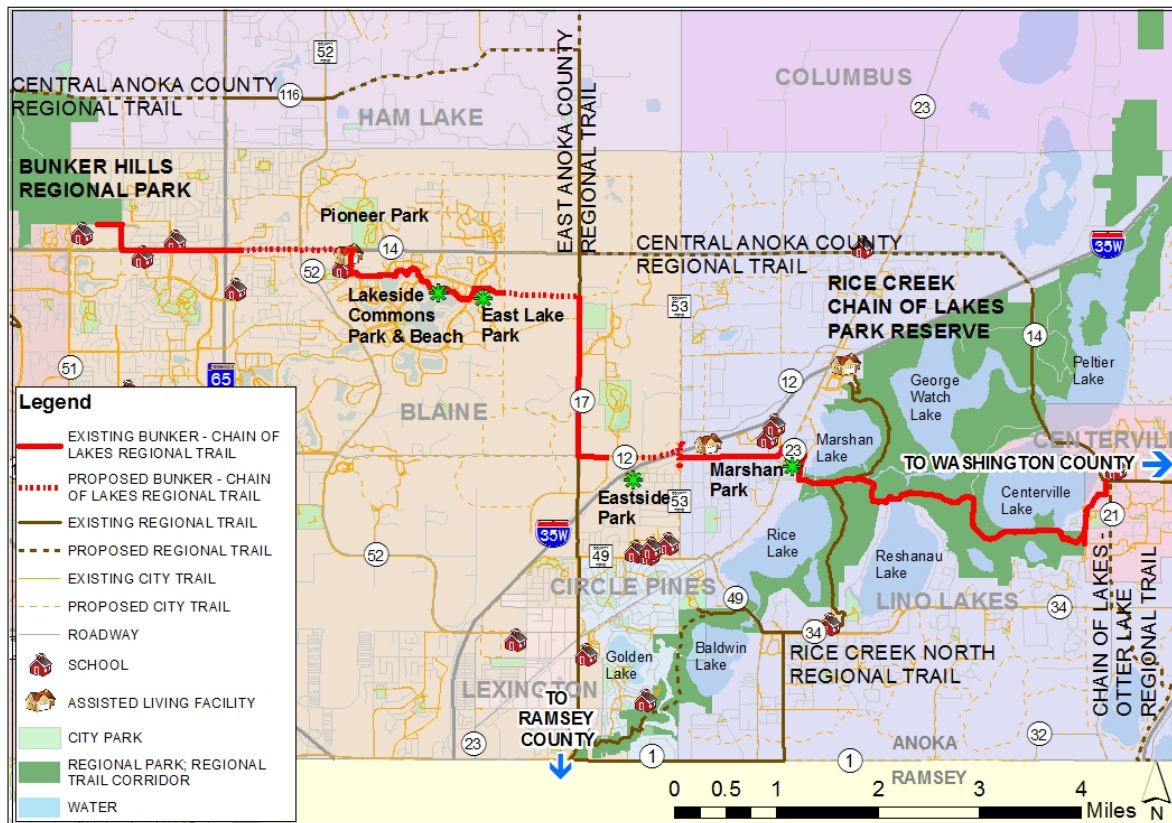 COUNTY
52
ROAD
COLUMBUS
CENTRAL ANOKA COUNTY
REGIONAL TRAIL
116
23
HAM LAKE
EAST ANOKA COUNTY
REGIONAL TRAIL
BUNKER HILLS
REGIONAL PARK
Pioneer Park
14
52
CENTRAL ANOKA COUNTY
REGIONAL TRAIL
35W
Lakeside
Commons
Park & Beach
East Lake
Park
COUNTY
53
ROAD
RICE CREEK
CHAIN OF LAKES
PARK RESERVE
14
Peltier
Lake
51
65
12
George
Watch
Lake
17
BLAINE
Legend
EXISTING BUNKER - CHAIN OF
LAKES REGIONAL TRAIL
PROPOSED BUNKER - CHAIN
OF LAKES REGIONAL TRAIL
EXISTING REGIONAL TRAIL
PROPOSED REGIONAL TRAIL
EXISTING CITY TRAIL
PROPOSED CITY TRAIL
ROADWAY
SCHOOL
ASSISTED LIVING FACILITY
CITY PARK
REGIONAL PARK; REGIONAL
TRAIL CORRIDOR
WATER
12
23
Marshan
Lake
Marshan
Park
CENTERVILLE
TO WASHINGTON COUNTY
Centerville
Lake
21
Eastside
Park
COUNTY
53
ROAD
35W
52
COUNTY
49
Rice
Lake
Reshanau
Lake
CIRCLE PINES
49
LINO LAKES
34
34
CHAIN OF LAKES -
OTTER LAKE
REGIONAL TRAIL
Golden
Lake
Baldwin
Lake
RICE CREEK NORTH
REGIONAL TRAIL
LEXINGTON
TO
RAMSEY
COUNTY
23
1
1
32
ANOKA
RAMSEY
0 0.5 1 2 3 4
Miles
N